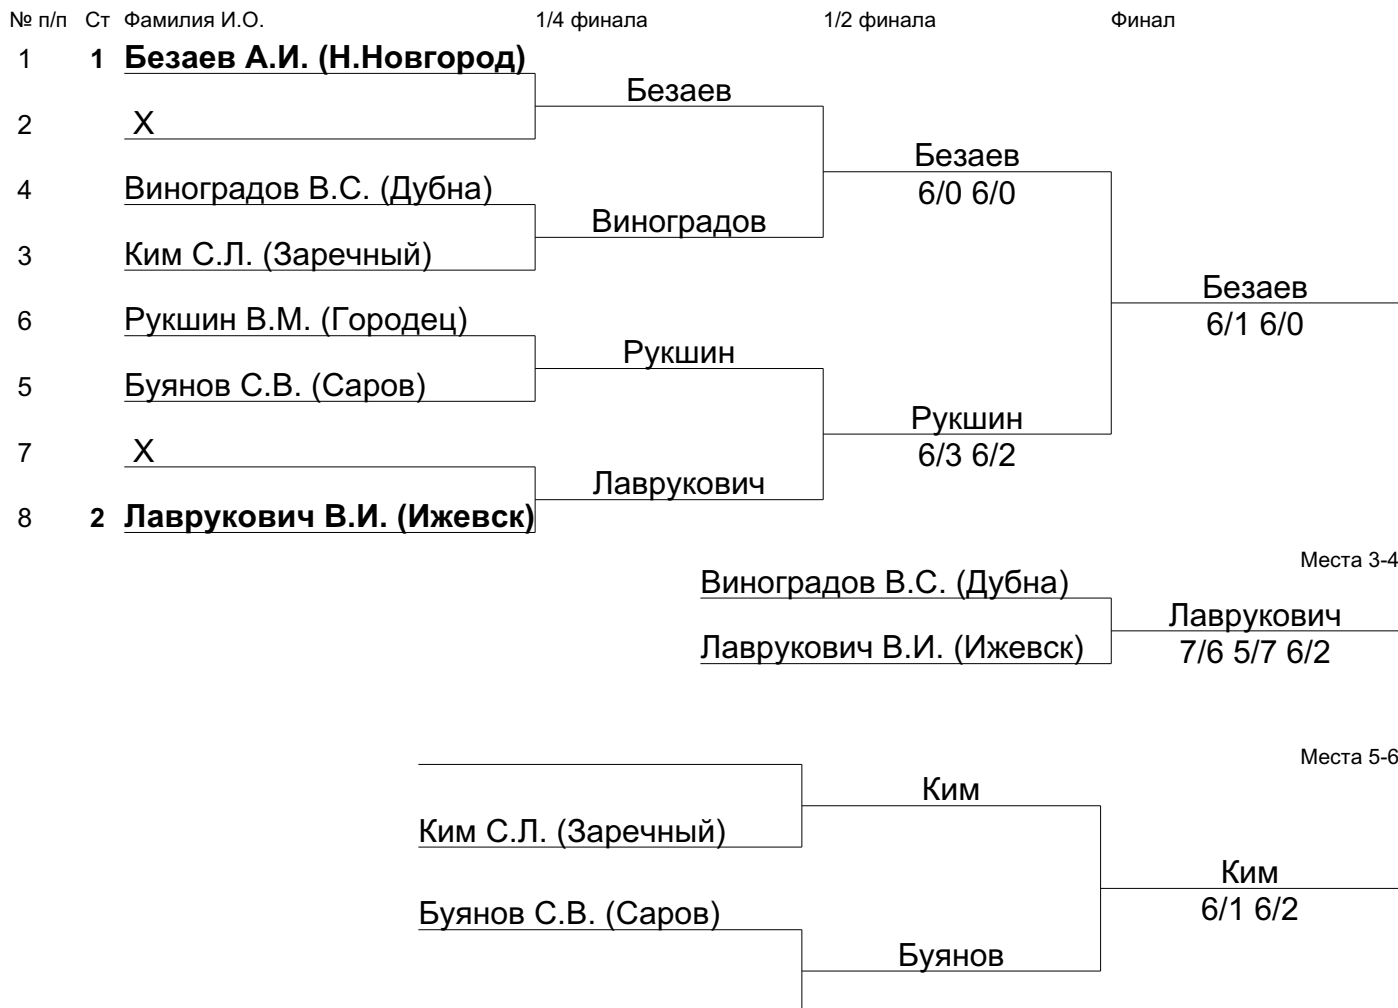 № п/п Ст Фамилия И.О. 1/4 финала 1/2 финала Финал
1 1 Безаев А.И. (Н.Новгород)
Безаев
2 Х
Безаев
6/0 6/0
4 Виноградов В.С. (Дубна)
Виноградов
3 Ким С.Л. (Заречный)
Безаев
6/1 6/0
6 Рукшин В.М. (Городец)
Рукшин
5 Буянов С.В. (Саров)
Рукшин
6/3 6/2
7 Х
Лаврукович
8 2 Лаврукович В.И. (Ижевск)
Места 3-4
Виноградов В.С. (Дубна)
Лаврукович
7/6 5/7 6/2
Лаврукович В.И. (Ижевск)
Места 5-6
Ким
Ким С.Л. (Заречный)
Ким
6/1 6/2
Буянов С.В. (Саров)
Буянов